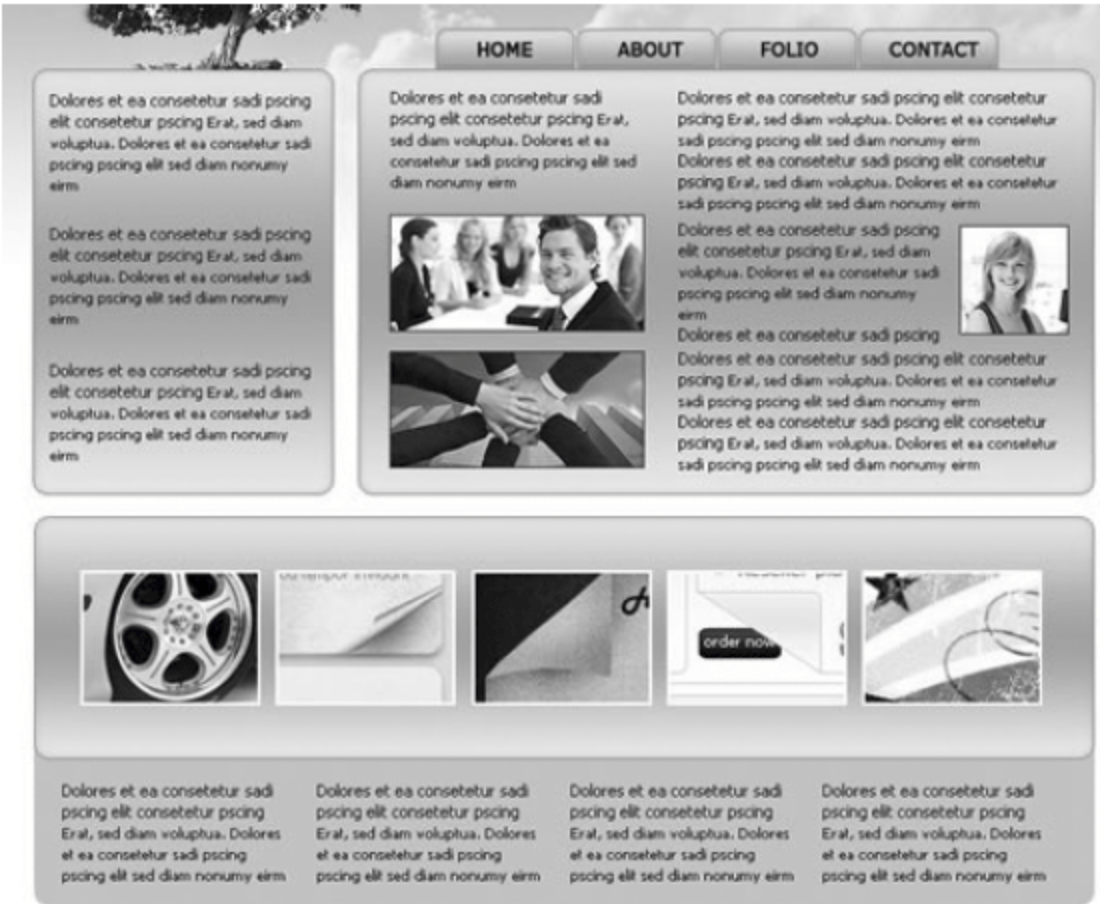 HOME
ABOUT
FOLIO
CONTACT
Dolores et ea consetetur sadi pscing
elit consetetur pscing Erat, sed diam
voluptua. Dolores et ea consetetur sadi
pscing pscing elit sed diam nonumy
eirm
Dolores et ea consetetur sadi pscing
elit consetetur pscing Erat, sed diam
voluptua. Dolores et ea consetetur sadi
pscing pscing elit sed diam nonumy
eirm
Dolores et ea consetetur sadi pscing
elit consetetur pscing Erat, sed diam
voluptua. Dolores et ea consetetur sadi
pscing pscing elit sed diam nonumy
eirm
Dolores et ea consetetur sadi
pscing elit consetetur pscing Erat,
sed diam voluptua. Dolores et ea
consetetur sadi pscing pscing elit sed
diam nonumy eirm
Dolores et ea consetetur sadi pscing elit consetetur
pscing Erat, sed diam voluptua. Dolores et ea consetetur
sadi pscing pscing elit sed diam nonumy eirm
Dolores et ea consetetur sadi pscing elit consetetur
pscing Erat, sed diam voluptua. Dolores et ea consetetur
sadi pscing pscing elit sed diam nonumy eirm
Dolores et ea consetetur sadi pscing
elit consetetur pscing Erat, sed diam
voluptua. Dolores et ea consetetur sadi
pscing pscing elit sed diam nonumy
eirm
Dolores et ea consetetur sadi pscing
Dolores et ea consetetur sadi pscing elit consetetur
pscing Erat, sed diam voluptua. Dolores et ea consetetur
sadi pscing pscing elit sed diam nonumy eirm
Dolores et ea consetetur sadi pscing elit consetetur
pscing Erat, sed diam voluptua. Dolores et ea consetetur
sadi pscing pscing elit sed diam nonumy eirm
order now
Dolores et ea consetetur sadi
pscing elit consetetur pscing
Erat, sed diam voluptua. Dolores
et ea consetetur sadi pscing
pscing elit sed diam nonumy eirm
Dolores et ea consetetur sadi
pscing elit consetetur pscing
Erat, sed diam voluptua. Dolores
et ea consetetur sadi pscing
pscing elit sed diam nonumy eirm
Dolores et ea consetetur sadi
pscing elit consetetur pscing
Erat, sed diam voluptua. Dolores
et ea consetetur sadi pscing
pscing elit sed diam nonumy eirm
Dolores et ea consetetur sadi
pscing elit consetetur pscing
Erat, sed diam voluptua. Dolores
et ea consetetur sadi pscing
pscing elit sed diam nonumy eirm